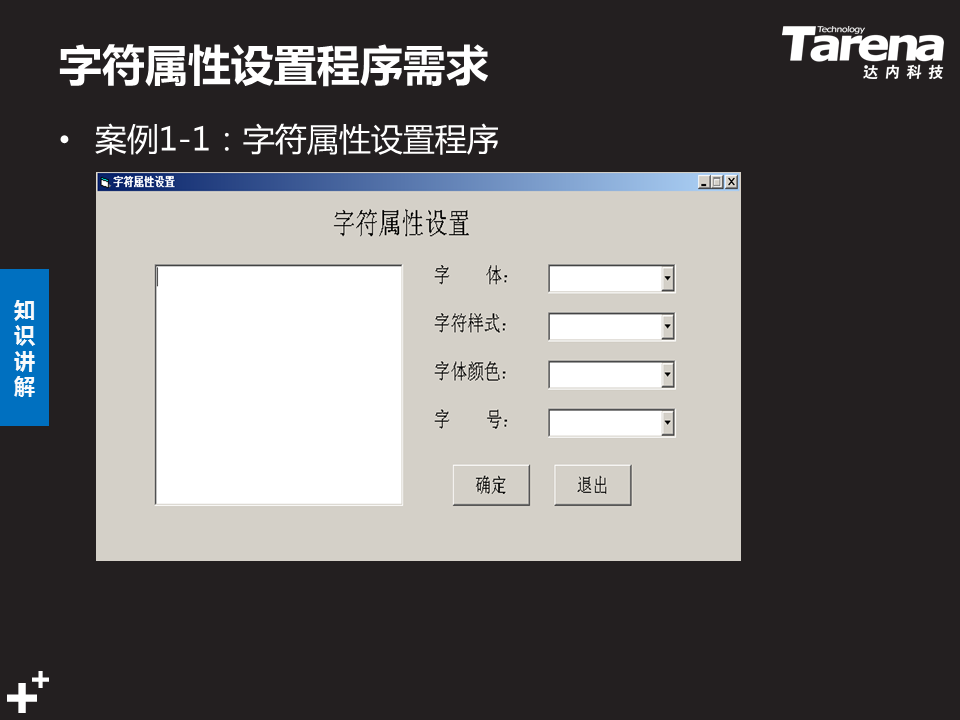 字符属性设置程序需求
Technology
Tarena
达内科技
• 案例1-1：字符属性设置程序
字符属性设置
字符属性设置
字 体：
字符样式：
字体颜色：
字 号：
确定
退出
知识讲解